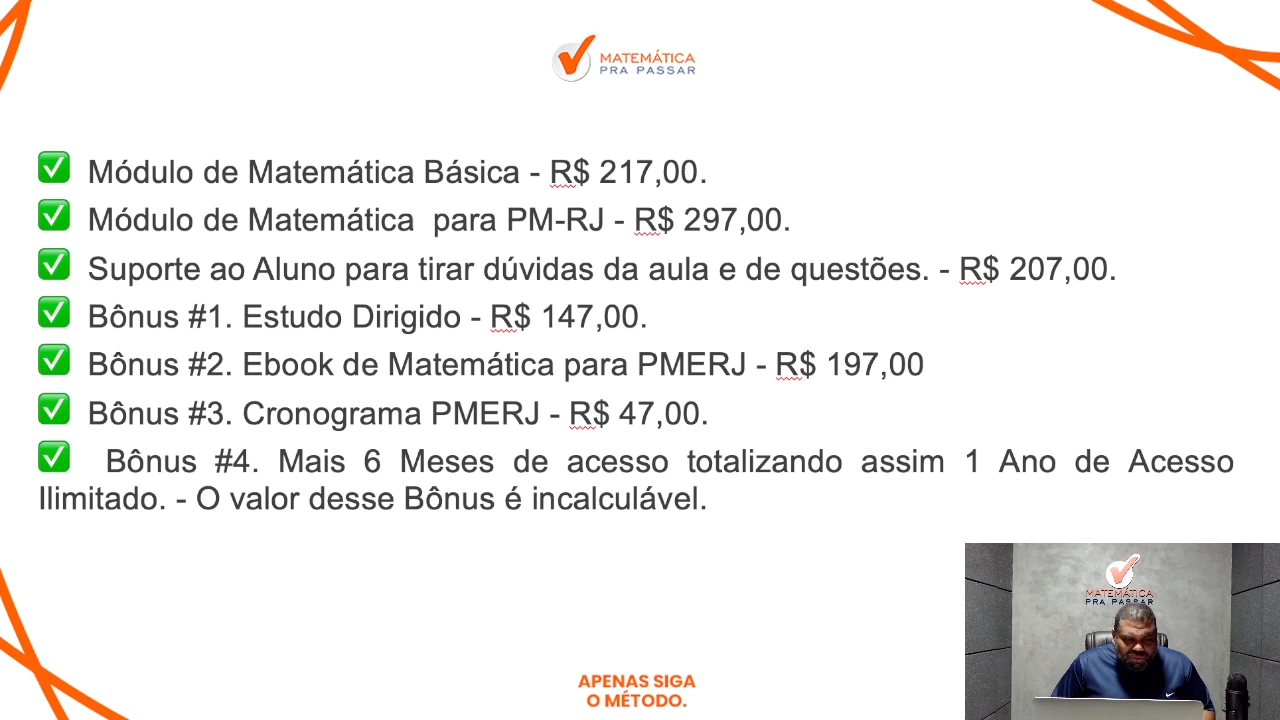 MATEMÁTICA
PRA PASSAR
✅ Módulo de Matemática Básica - R$ 217,00.
✅ Módulo de Matemática  para PM-RJ - R$ 297,00.
✅ Suporte ao Aluno para tirar dúvidas da aula e de questões. - R$ 207,00.
✅ Bônus #1. Estudo Dirigido - R$ 147,00.
✅ Bônus #2. Ebook de Matemática para PMERJ - R$ 197,00
✅ Bônus #3. Cronograma PMERJ - R$ 47,00.
✅ Bônus #4. Mais 6 Meses de acesso totalizando assim 1 Ano de Acesso
Ilimitado. - O valor desse Bônus é incalculável.
MATEMÁTICA
PRA PASSAR
APENAS SIGA
O MÉTODO.